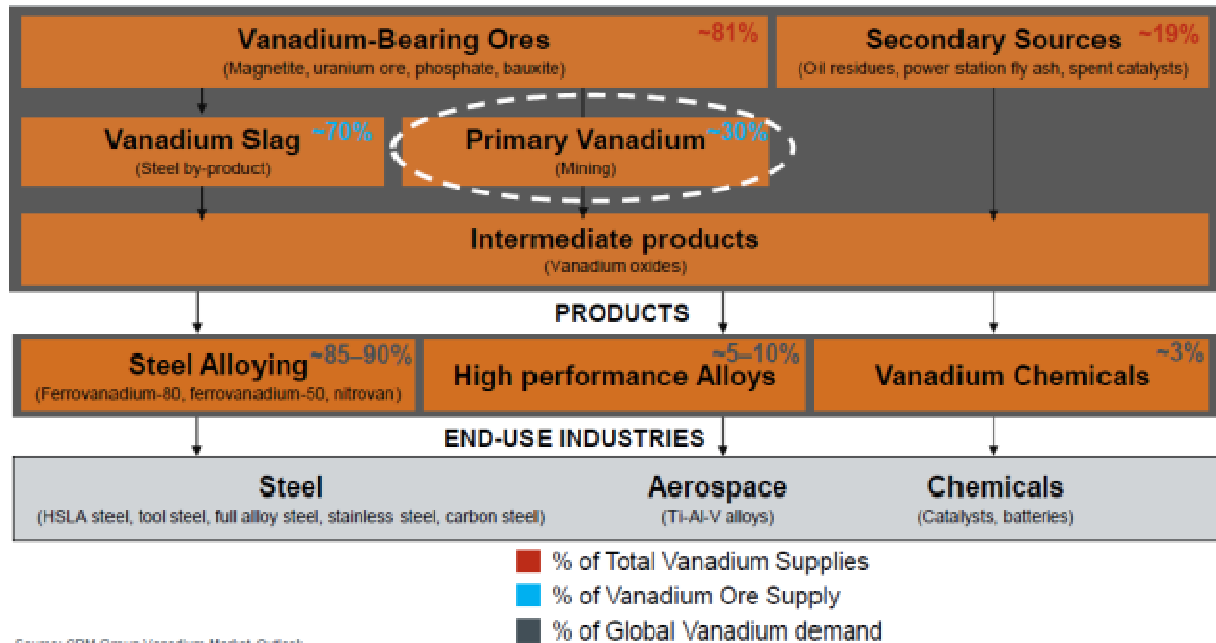 Vanadium-Bearing Ores ~81%
(Magnetite, uranium ore, phosphate, bauxite)
Secondary Sources ~19%
(Oil residues, power station fly ash, spemt catalysts)
Vanadium Slag ~70%
(Steel by-product)
Primary Vanadium ~30%
(Mining)
Intermediate products
(Vanadium oxides)
PRODUCTS
Steel Alloying ~85–90%
(Ferrovanadium-80, ferrovanadium-50, nitrovan)
High performance Alloys ~5–10%
Vanadium Chemicals ~3%
END-USE INDUSTRIES
Steel
(HSLA steel, tool steel, full alloy steel, stainless steel, carbon steel)
Aerospace
(Ti-Al-V alloys)
Chemicals
(Catalysts, batteries)
% of Total Vanadium Supplies
% of Vanadium Ore Supply
% of Global Vanadium demand
Vanadium Market Outlook